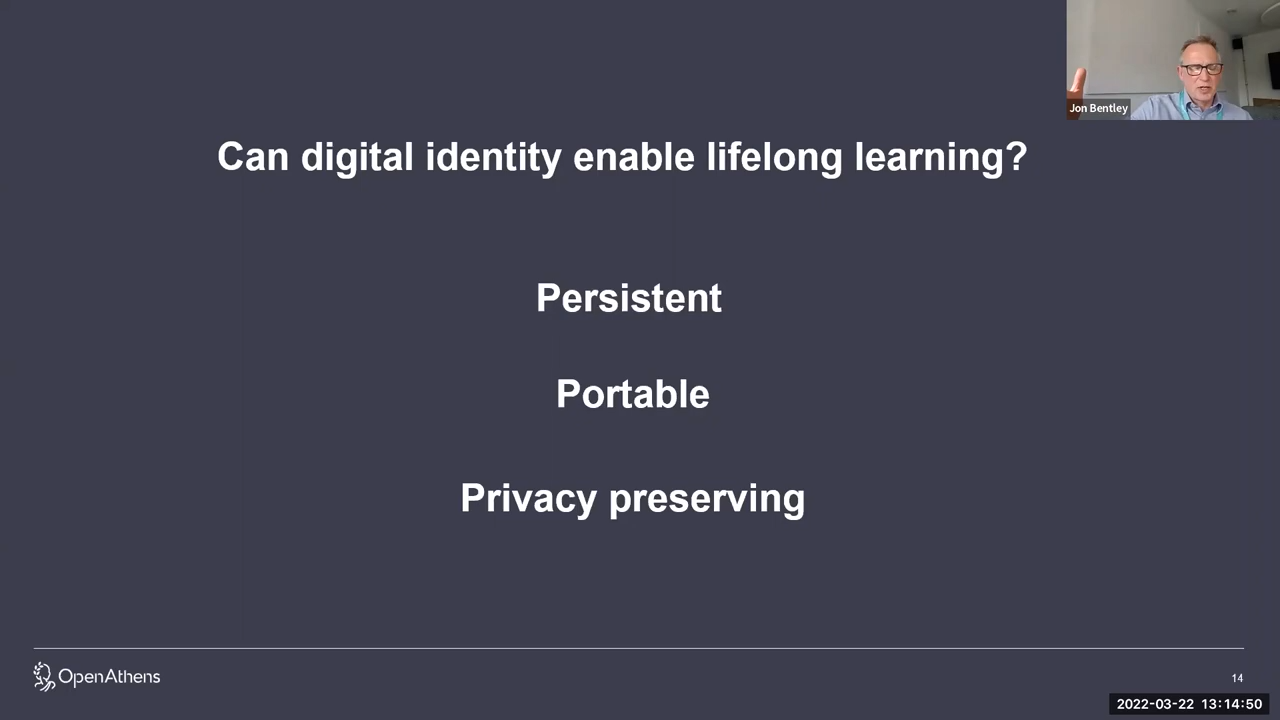 Jon Bentley
Can digital identity enable lifelong learning?
Persistent
Portable
Privacy preserving
OpenAthens
14
2022-03-22 13:14:50